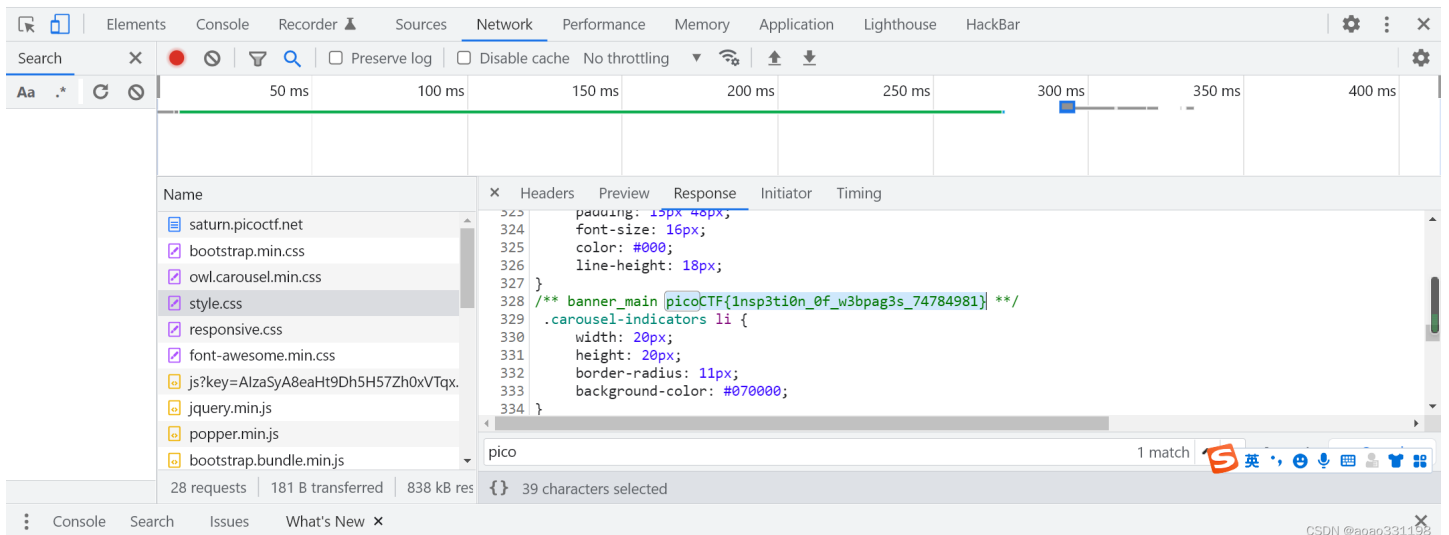 Elements Console Recorder Sources Network Performance Memory Application Lighthouse HackBar
Search Preserve log Disable cache No throttling
Aa .*
50 ms 100 ms 150 ms 200 ms 250 ms 300 ms 350 ms 400 ms
Name
Headers Preview Response Initiator Timing
saturn.picoctf.net
bootstrap.min.css
owl.carousel.min.css
style.css
responsive.css
font-awesome.min.css
js?key=AIzaSyA8eaHt9Dh5H57Zh0xVTqx.
jquery.min.js
popper.min.js
bootstrap.bundle.min.js
323 padding: 15px 48px;
324 font-size: 16px;
325 color: #000;
326 line-height: 18px;
327 }
328 /** banner_main picoCTF{1nsp3ti0n_0f_w3bpag3s_74784981} **/
329 .carousel-indicators li {
330 width: 20px;
331 height: 20px;
332 border-radius: 11px;
333 background-color: #070000;
334 }
pico 1 match
英
28 requests 181 B transferred 838 kB res
{} 39 characters selected
Console Search Issues What's New
CSDN @aoao331198